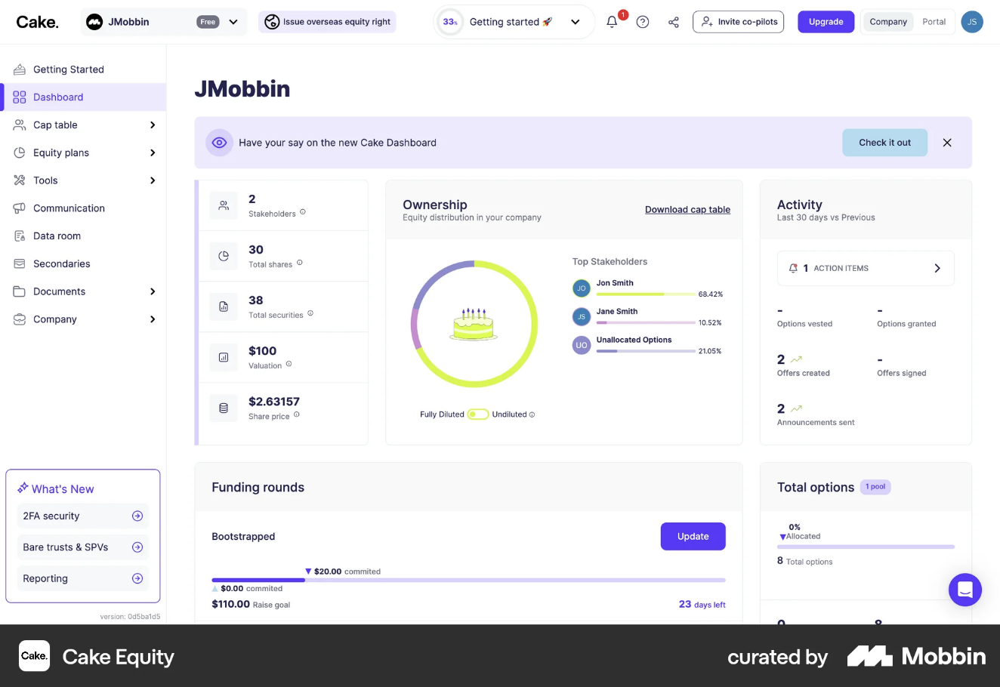 Cake.
JMobbin
Free
Issue overseas equity right
33%
Getting started 🚀
1
Invite co-pilots
Upgrade
Company
Portal
JS
Getting Started
Dashboard
Cap table
Equity plans
Tools
Communication
Data room
Secondaries
Documents
Company
What's New
2FA security
Bare trusts & SPVs
Reporting
version: 0d5ba1d5
JMobbin
Have your say on the new Cake Dashboard
Check it out
2
Stakeholders
30
Total shares
38
Total securities
$100
Valuation
$2.63157
Share price
Ownership
Equity distribution in your company
Download cap table
Fully Diluted
Undiluted
Top Stakeholders
JO
Jon Smith
68.42%
JS
Jane Smith
10.52%
UO
Unallocated Options
21.05%
Activity
Last 30 days vs Previous
1 ACTION ITEMS
-
Options vested
-
Options granted
2
Offers created
-
Offers signed
2
Announcements sent
Funding rounds
Bootstrapped
Update
$20.00 commited
$0.00 commited
$110.00 Raise goal
23 days left
Total options
1 pool
0%
Allocated
8 Total options
0
8
Cake.
Cake Equity
curated by
Mobbin